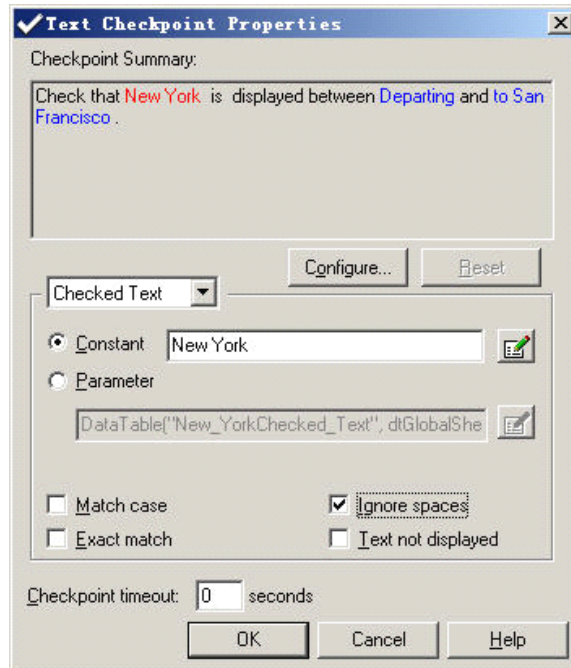 Text Checkpoint Properties
Checkpoint Summary:
Check that New York is displayed between Departing and to San
Francisco .
Configure... Reset
Checked Text
Constant New York
Parameter
DataTable("New_YorkChecked_Text", dtGlobalShe
Match case Ignore spaces
Exact match Text not displayed
Checkpoint timeout: 0 seconds
OK Cancel Help